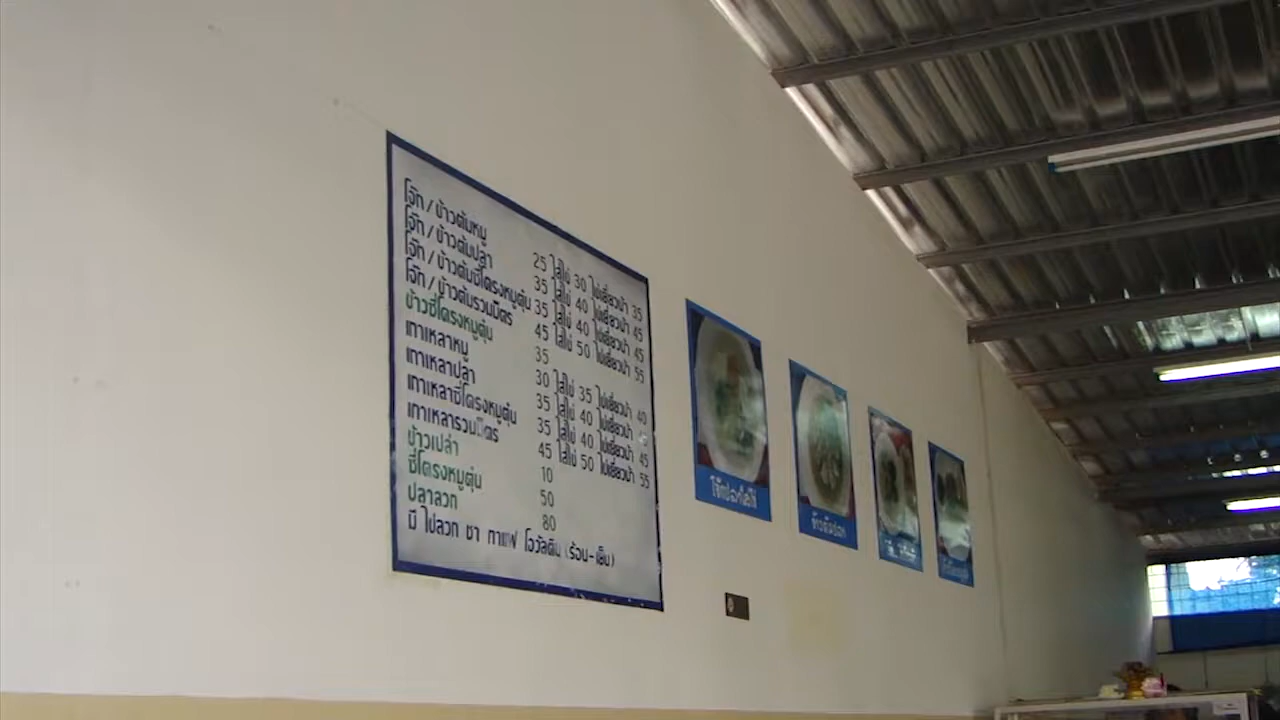 โจ๊ก/ข้าวต้มหมู 25 ใส่ไข่ 30 ไข่เยี่ยวม้า 35
โจ๊ก/ข้าวต้มปลา 35 ใส่ไข่ 40 ไข่เยี่ยวม้า 45
โจ๊ก/ข้าวต้มซี่โครงหมูตุ๋น 35 ใส่ไข่ 40 ไข่เยี่ยวม้า 45
โจ๊ก/ข้าวต้มรวมมิตร 45 ใส่ไข่ 50 ไข่เยี่ยวม้า 55
ข้าวซี่โครงหมูตุ๋น 35
เกาเหลาหมู 30 ใส่ไข่ 35 ไข่เยี่ยวม้า 40
เกาเหลาปลา 35 ใส่ไข่ 40 ไข่เยี่ยวม้า
เกาเหลาซี่โครงหมูตุ๋น 35 ใส่ไข่ 40 ไข่เยี่ยวม้า 45
เกาเหลารวมมิตร 45 ใส่ไข่ 50 ไข่เยี่ยวม้า 55
ข้าวเปล่า 10
ซี่โครงหมูตุ๋น 50
ปลาลวก 80
มี ไข่ลวก ชา กาแฟ โอวัลติน (ร้อน-เย็น)